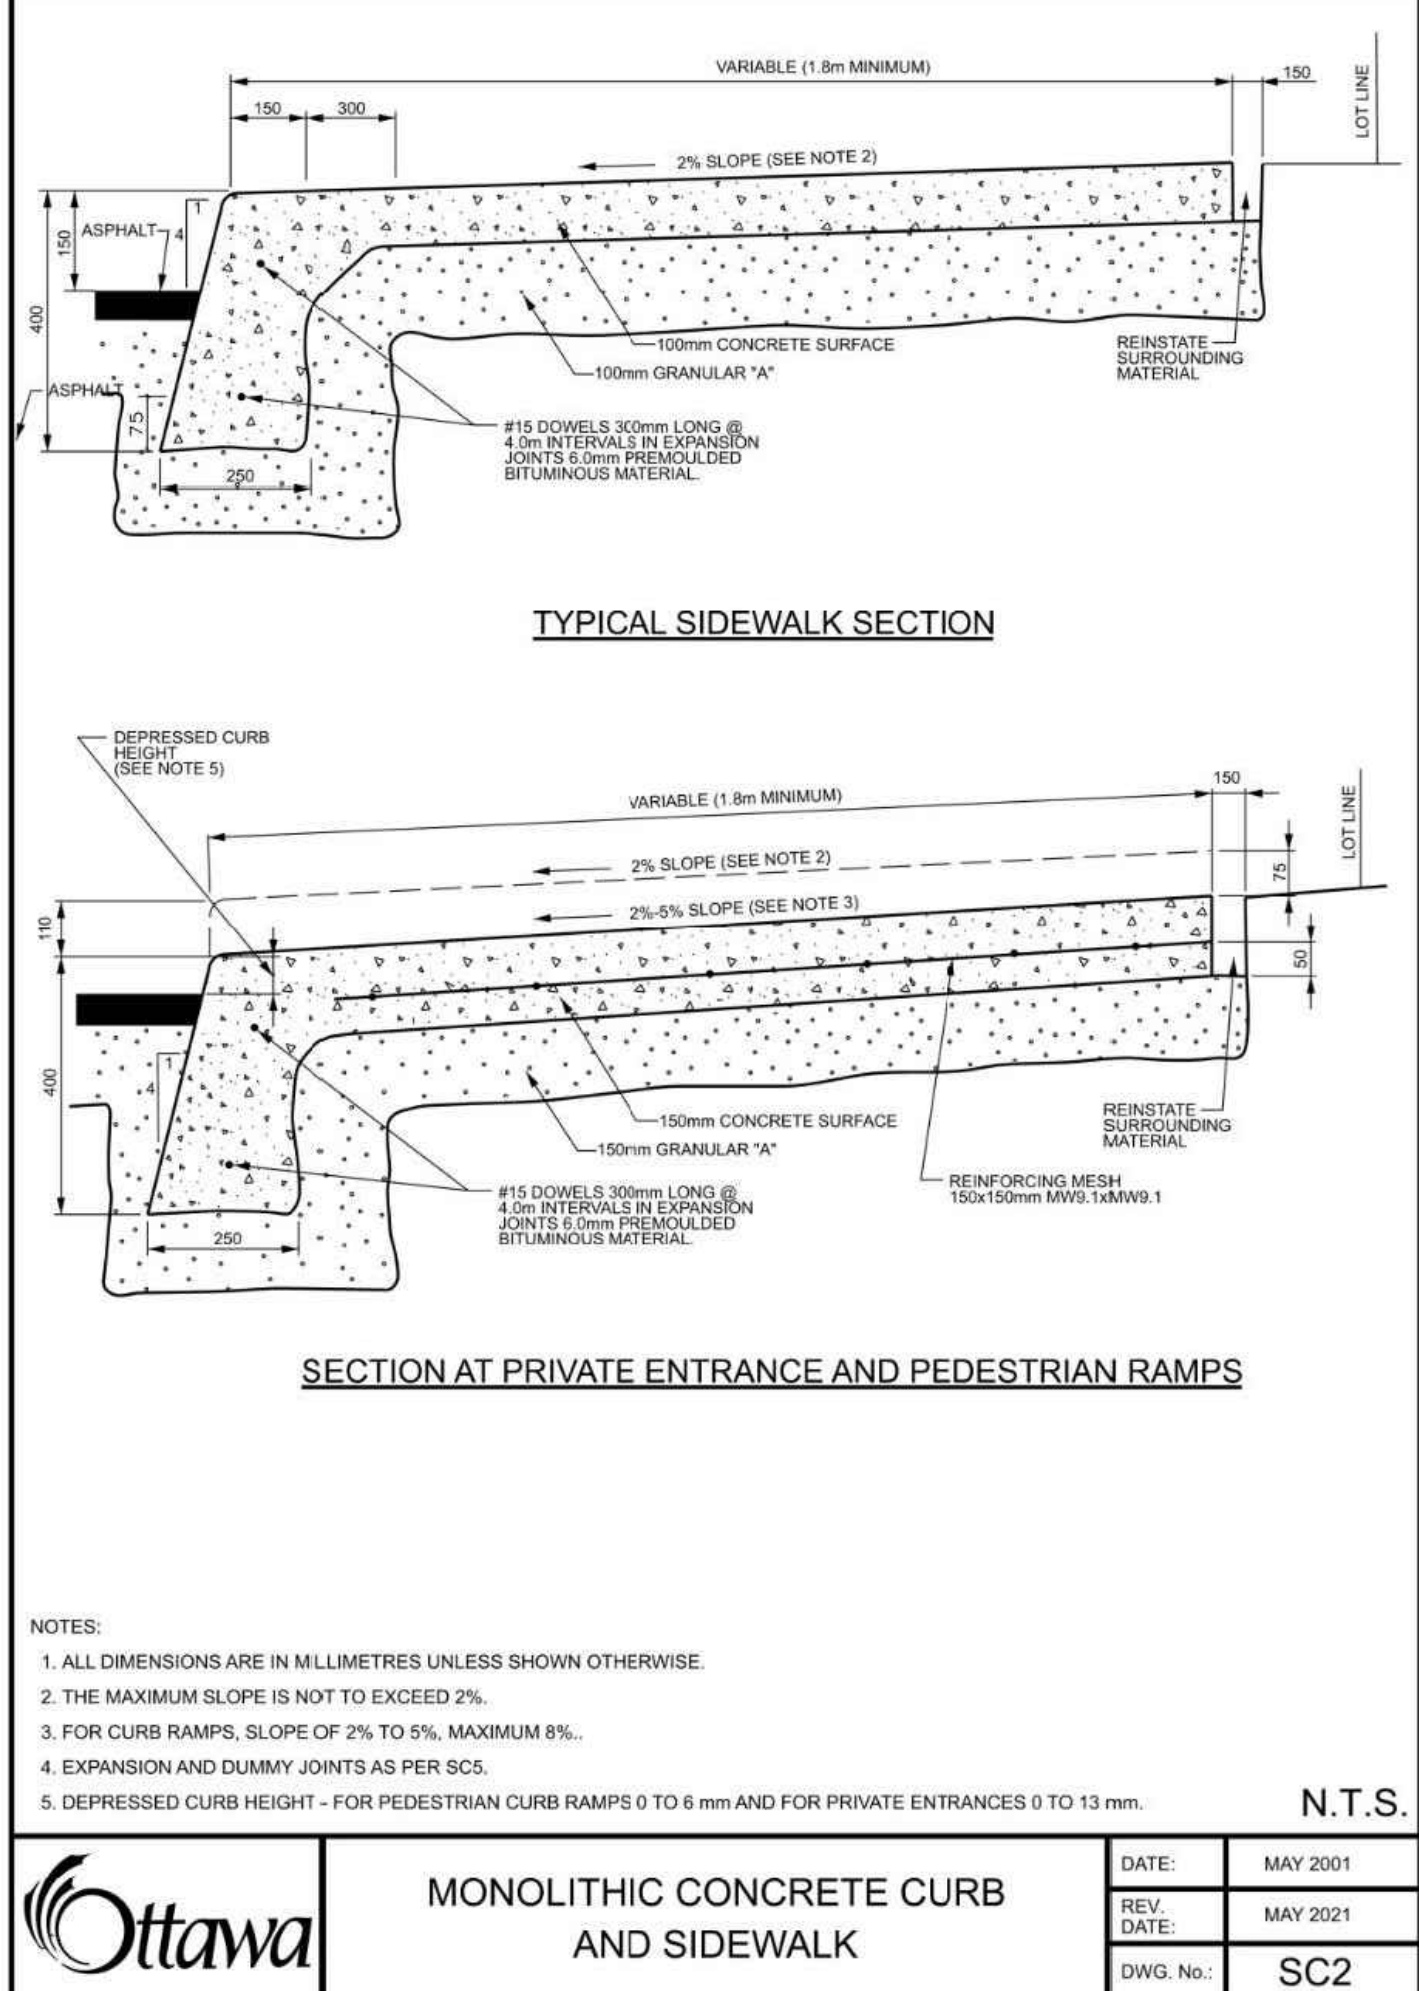 VARIABLE (1.8m MINIMUM)
150
LOT LINE
150
300
2% SLOPE (SEE NOTE 2)
1
ASPHALT
4
150
400
100mm CONCRETE SURFACE
REINSTATE
SURROUNDING
MATERIAL
100mm GRANULAR "A"
ASPHALT
75
#15 DOWELS 300mm LONG @
4.0m INTERVALS IN EXPANSION
JOINTS 6.0mm PREMOULDED
BITUMINOUS MATERIAL.
250
TYPICAL SIDEWALK SECTION
DEPRESSED CURB
HEIGHT
(SEE NOTE 5)
VARIABLE (1.8m MINIMUM)
150
LOT LINE
2% SLOPE (SEE NOTE 2)
75
2%-5% SLOPE (SEE NOTE 3)
110
50
1
4
400
150mm CONCRETE SURFACE
REINSTATE
SURROUNDING
MATERIAL
150mm GRANULAR "A"
REINFORCING MESH
150x150mm MW9.1xMW9.1
#15 DOWELS 300mm LONG @
4.0m INTERVALS IN EXPANSION
JOINTS 6.0mm PREMOULDED
BITUMINOUS MATERIAL.
250
SECTION AT PRIVATE ENTRANCE AND PEDESTRIAN RAMPS
NOTES:
1. ALL DIMENSIONS ARE IN MILLIMETRES UNLESS SHOWN OTHERWISE.
2. THE MAXIMUM SLOPE IS NOT TO EXCEED 2%.
3. FOR CURB RAMPS, SLOPE OF 2% TO 5%, MAXIMUM 8%..
4. EXPANSION AND DUMMY JOINTS AS PER SC5.
5. DEPRESSED CURB HEIGHT - FOR PEDESTRIAN CURB RAMPS 0 TO 6 mm AND FOR PRIVATE ENTRANCES 0 TO 13 mm.
N.T.S.
Ottawa
MONOLITHIC CONCRETE CURB
AND SIDEWALK
DATE:
MAY 2001
REV.
DATE:
MAY 2021
DWG. No.:
SC2